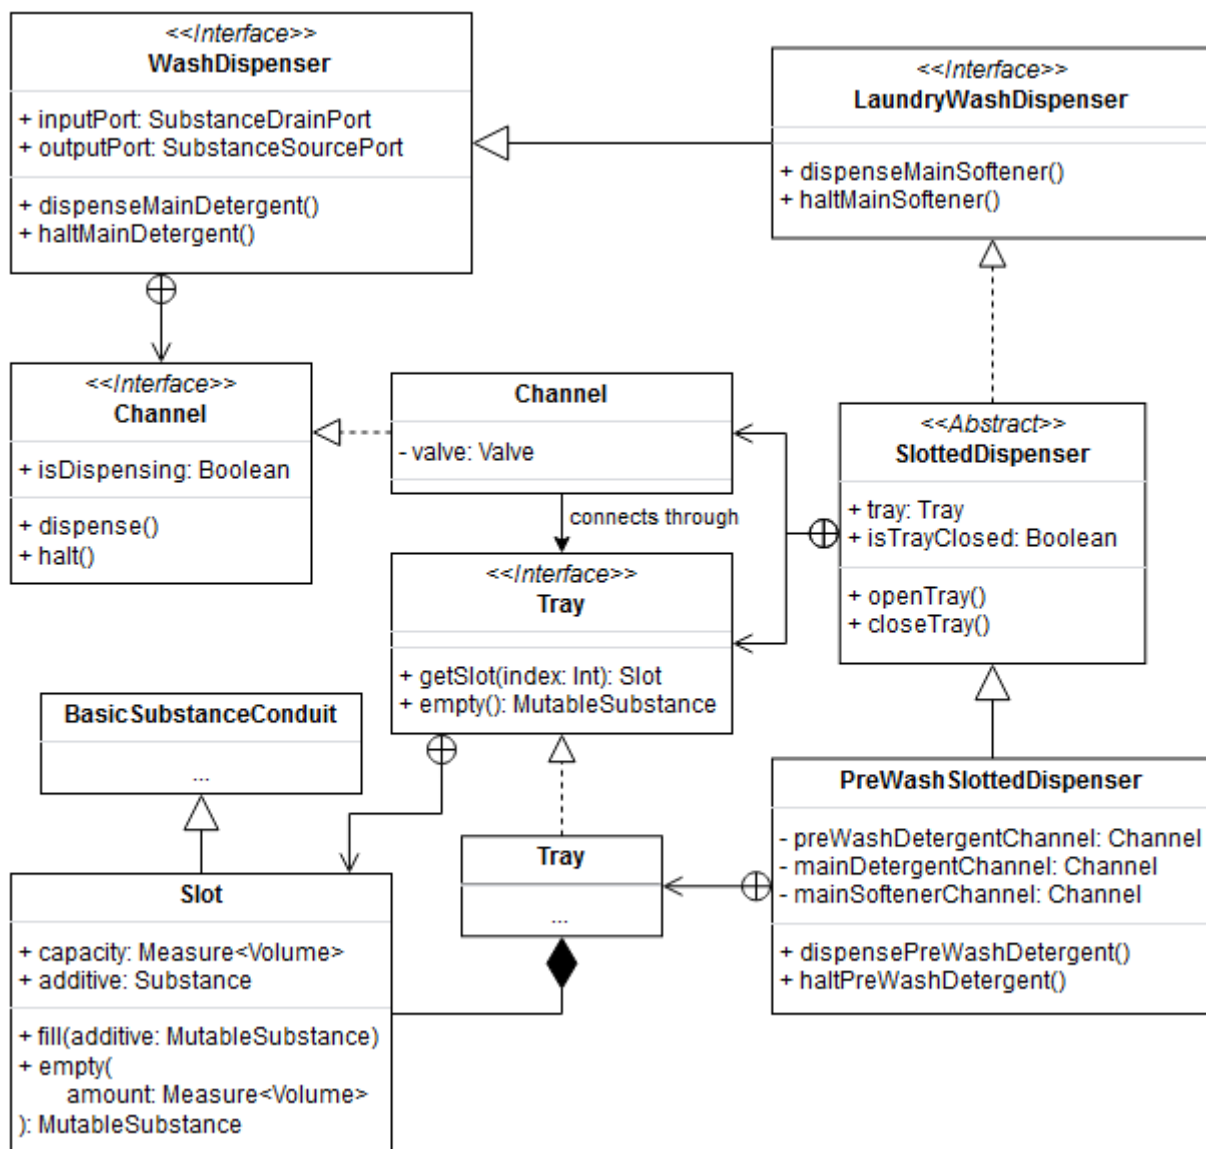 <<Interface>>
WashDispenser
+ inputPort: SubstanceDrainPort
+ outputPort: SubstanceSourcePort
+ dispenseMainDetergent()
+ haltMainDetergent()
<<Interface>>
LaundryWashDispenser
+ dispenseMainSoftener()
+ haltMainSoftener()
<<Interface>>
Channel
+ isDispensing: Boolean
+ dispense()
+ halt()
Channel
- valve: Valve
connects through
<<Abstract>>
SlottedDispenser
+ tray: Tray
+ isTrayClosed: Boolean
+ openTray()
+ closeTray()
<<Interface>>
Tray
+ getSlot(index: Int): Slot
+ empty(): MutableSubstance
BasicSubstanceConduit
...
Tray
...
PreWashSlottedDispenser
- preWashDetergentChannel: Channel
- mainDetergentChannel: Channel
- mainSoftenerChannel: Channel
+ dispensePreWashDetergent()
+ haltPreWashDetergent()
Slot
+ capacity: Measure<Volume>
+ additive: Substance
+ fill(additive: MutableSubstance)
+ empty(
amount: Measure<Volume>
): MutableSubstance